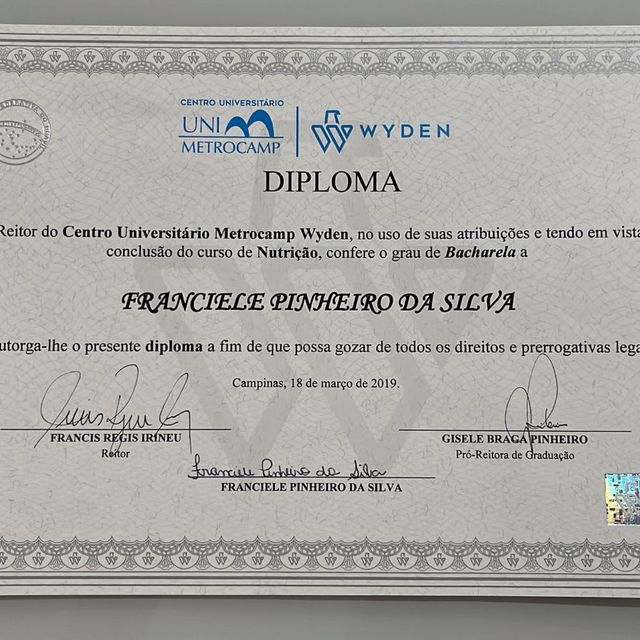 CENTRO UNIVERSITÁRIO
UNI
METROCAMP
WYDEN
DIPLOMA
Reitor do Centro Universitário Metrocamp Wyden, no uso de suas atribuições e tendo em vista
conclusão do curso de Nutrição, confere o grau de Bacharela a
FRANCIELE PINHEIRO DA SILVA
utorga-lhe o presente diploma a fim de que possa gozar de todos os direitos e prerrogativas lega
Campinas, 18 de março de 2019.
FRANCIS REGIS IRINEU
Reitor
GISELE BRAGA PINHEIRO
Pró-Reitora de Graduação
Franciele Pinheiro da Silva
FRANCIELE PINHEIRO DA SILVA